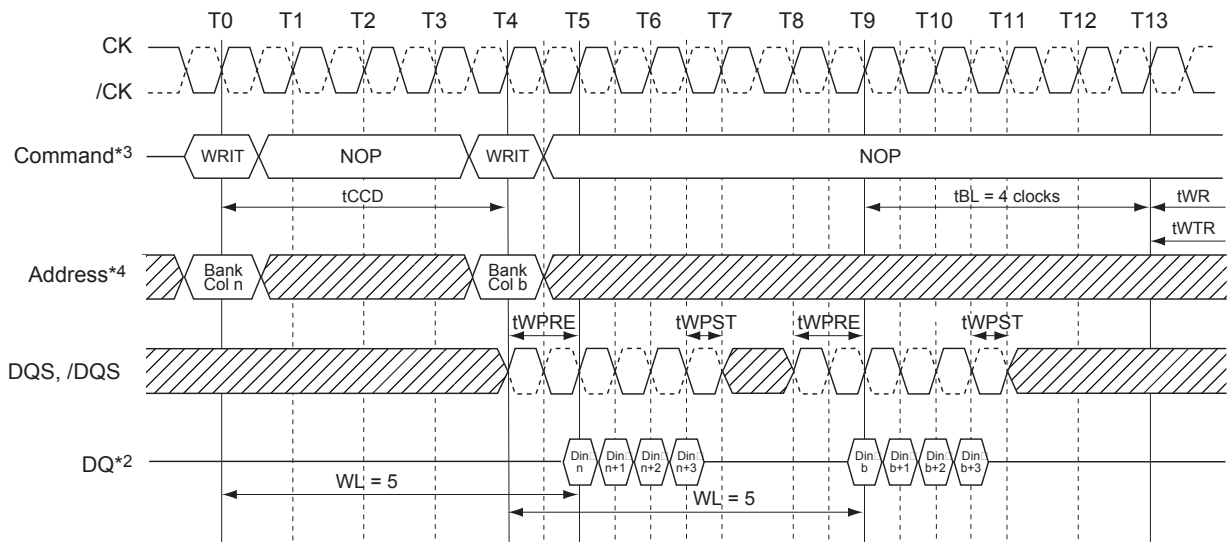 T0 T1 T2 T3 T4 T5 T6 T7 T8 T9 T10 T11 T12 T13
CK
/CK
Command*3 WRIT NOP WRIT NOP
tCCD tBL = 4 clocks tWR
tWTR
Address*4 Bank Col n Bank Col b
tWPRE tWPST tWPRE tWPST
DQS, /DQS
DQ*2 Din n Din n+1 Din n+2 Din n+3 Din b Din b+1 Din b+2 Din b+3
WL = 5
WL = 5